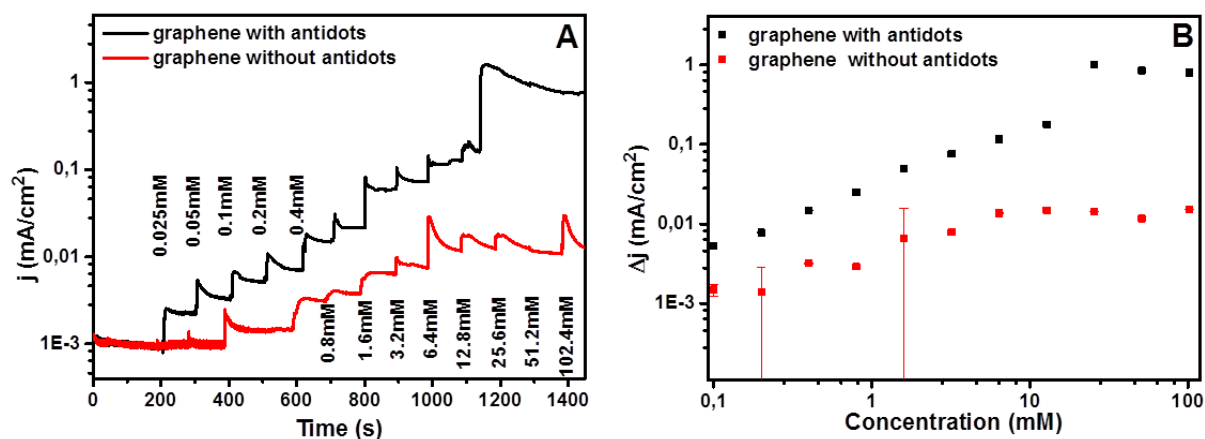 graphene with antidots
graphene without antidots
A
1
0,1
0,01
1E-3
j (mA/cm²)
0.025mM
0.05mM
0.1mM
0.2mM
0.4mM
0.8mM
1.6mM
3.2mM
6.4mM
12.8mM
25.6mM
51.2mM
102.4mM
0 200 400 600 800 1000 1200 1400
Time (s)
graphene with antidots
graphene without antidots
B
1
0,1
0,01
1E-3
Δj (mA/cm²)
0,1 1 10 100
Concentration (mM)